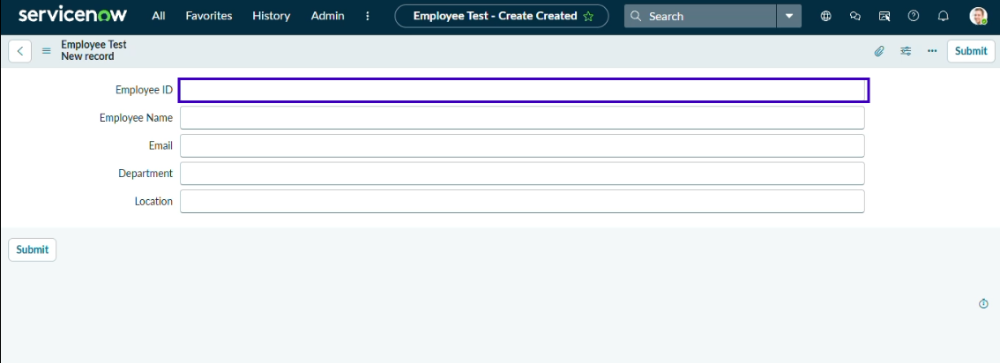 servicenow All Favorites History Admin Employee Test - Create Created Search
Employee Test
New record
Submit
Employee ID
Employee Name
Email
Department
Location
Submit